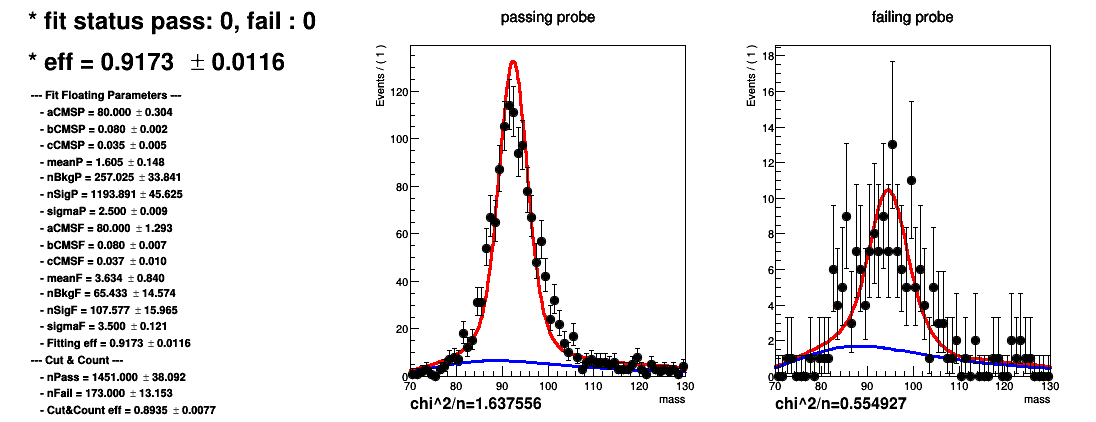 * fit status pass: 0, fail : 0
* eff = 0.9173 ± 0.0116
--- Fit Floating Parameters ---
- aCMSP = 80.000 ± 0.304
- bCMSP = 0.080 ± 0.002
- cCMSP = 0.035 ± 0.005
- meanP = 1.605 ± 0.148
- nBkgP = 257.025 ± 33.841
- nSigP = 1193.891 ± 45.625
- sigmaP = 2.500 ± 0.009
- aCMSF = 80.000 ± 1.293
- bCMSF = 0.080 ± 0.007
- cCMSF = 0.037 ± 0.010
- meanF = 3.634 ± 0.840
- nBkgF = 65.433 ± 14.574
- nSigF = 107.577 ± 15.965
- sigmaF = 3.500 ± 0.121
- Fitting eff = 0.9173 ± 0.0116
--- Cut & Count ---
- nPass = 1451.000 ± 38.092
- nFail = 173.000 ± 13.153
- Cut&Count eff = 0.8935 ± 0.0077
passing probe
Events / ( 1 )
120
100
80
60
40
20
0
70 80 90 100 110 120 130
mass
chi^2/n=1.637556
failing probe
Events / ( 1 )
18
16
14
12
10
8
6
4
2
0
70 80 90 100 110 120 130
mass
chi^2/n=0.554927